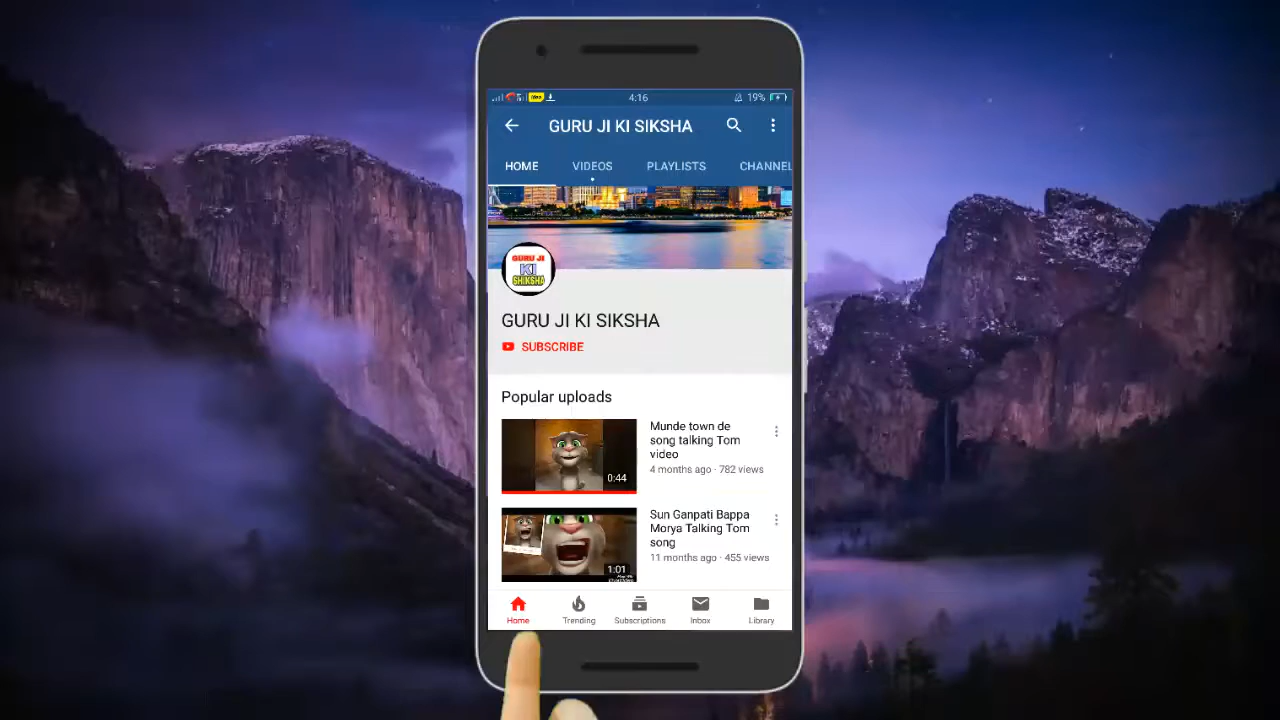 4:16
19%
GURU JI KI SIKSHA
HOME VIDEOS PLAYLISTS CHANNEL
GURU JI
KI
SHIKSHA
GURU JI KI SIKSHA
SUBSCRIBE
Popular uploads
Munde town de
song talking Tom
video
4 months ago · 782 views
0:44
Sun Ganpati Bappa
Morya Talking Tom
song
11 months ago · 455 views
1:01
Home Trending Subscriptions Inbox Library